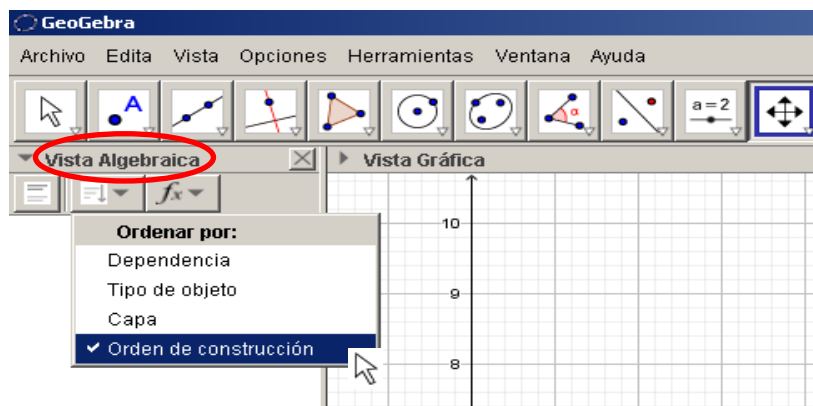 GeoGebra
Archivo Edita Vista Opciones Herramientas Ventana Ayuda
A α a=2
Vista Algebraica Vista Gráfica
fx
Ordenar por:
Dependencia
Tipo de objeto
Capa
Orden de construcción
10
9
8